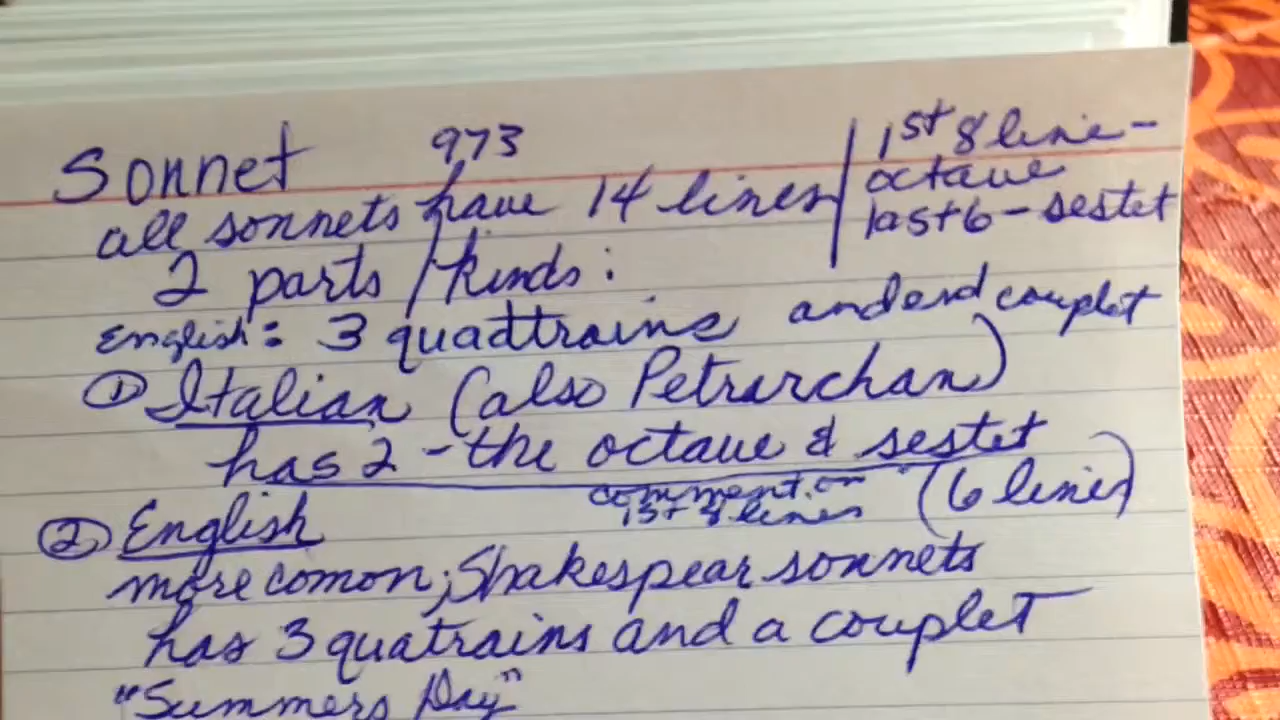 Sonnet 973
all sonnets have 14 lines
1st 8 line -
octave
last 6 - sestet
2 parts / kinds:
English: 3 quadtrains and end couplet
① Italian (also Petrarchan)
has 2 - the octave & sestet
comment on (6 lines)
1st 8 lines
② English
more comon; Shakespear sonnets
has 3 quatrains and a couplet
"Summers Day"